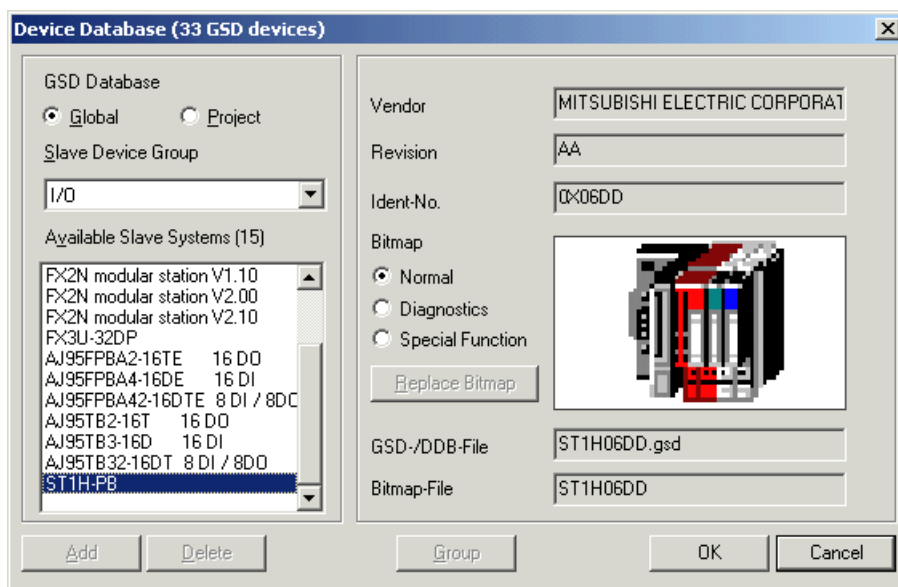 Device Database (33 GSD devices)
GSD Database
Global Project
Slave Device Group
I/O
Available Slave Systems (15)
FX2N modular station V1.10
FX2N modular station V2.00
FX2N modular station V2.10
FX3U-32DP
AJ95FPBA2-16TE 16 DO
AJ95FPBA4-16DE 16 DI
AJ95FPBA42-16DTE 8 DI / 8DO
AJ95TB2-16T 16 DO
AJ95TB3-16D 16 DI
AJ95TB32-16DT 8 DI / 8DO
ST1H-PB
Vendor MITSUBISHI ELECTRIC CORPORAT
Revision AA
Ident-No. 0X06DD
Bitmap
Normal
Diagnostics
Special Function
Replace Bitmap
GSD-/DDB-File ST1H06DD.gsd
Bitmap-File ST1H06DD
Add Delete Group OK Cancel